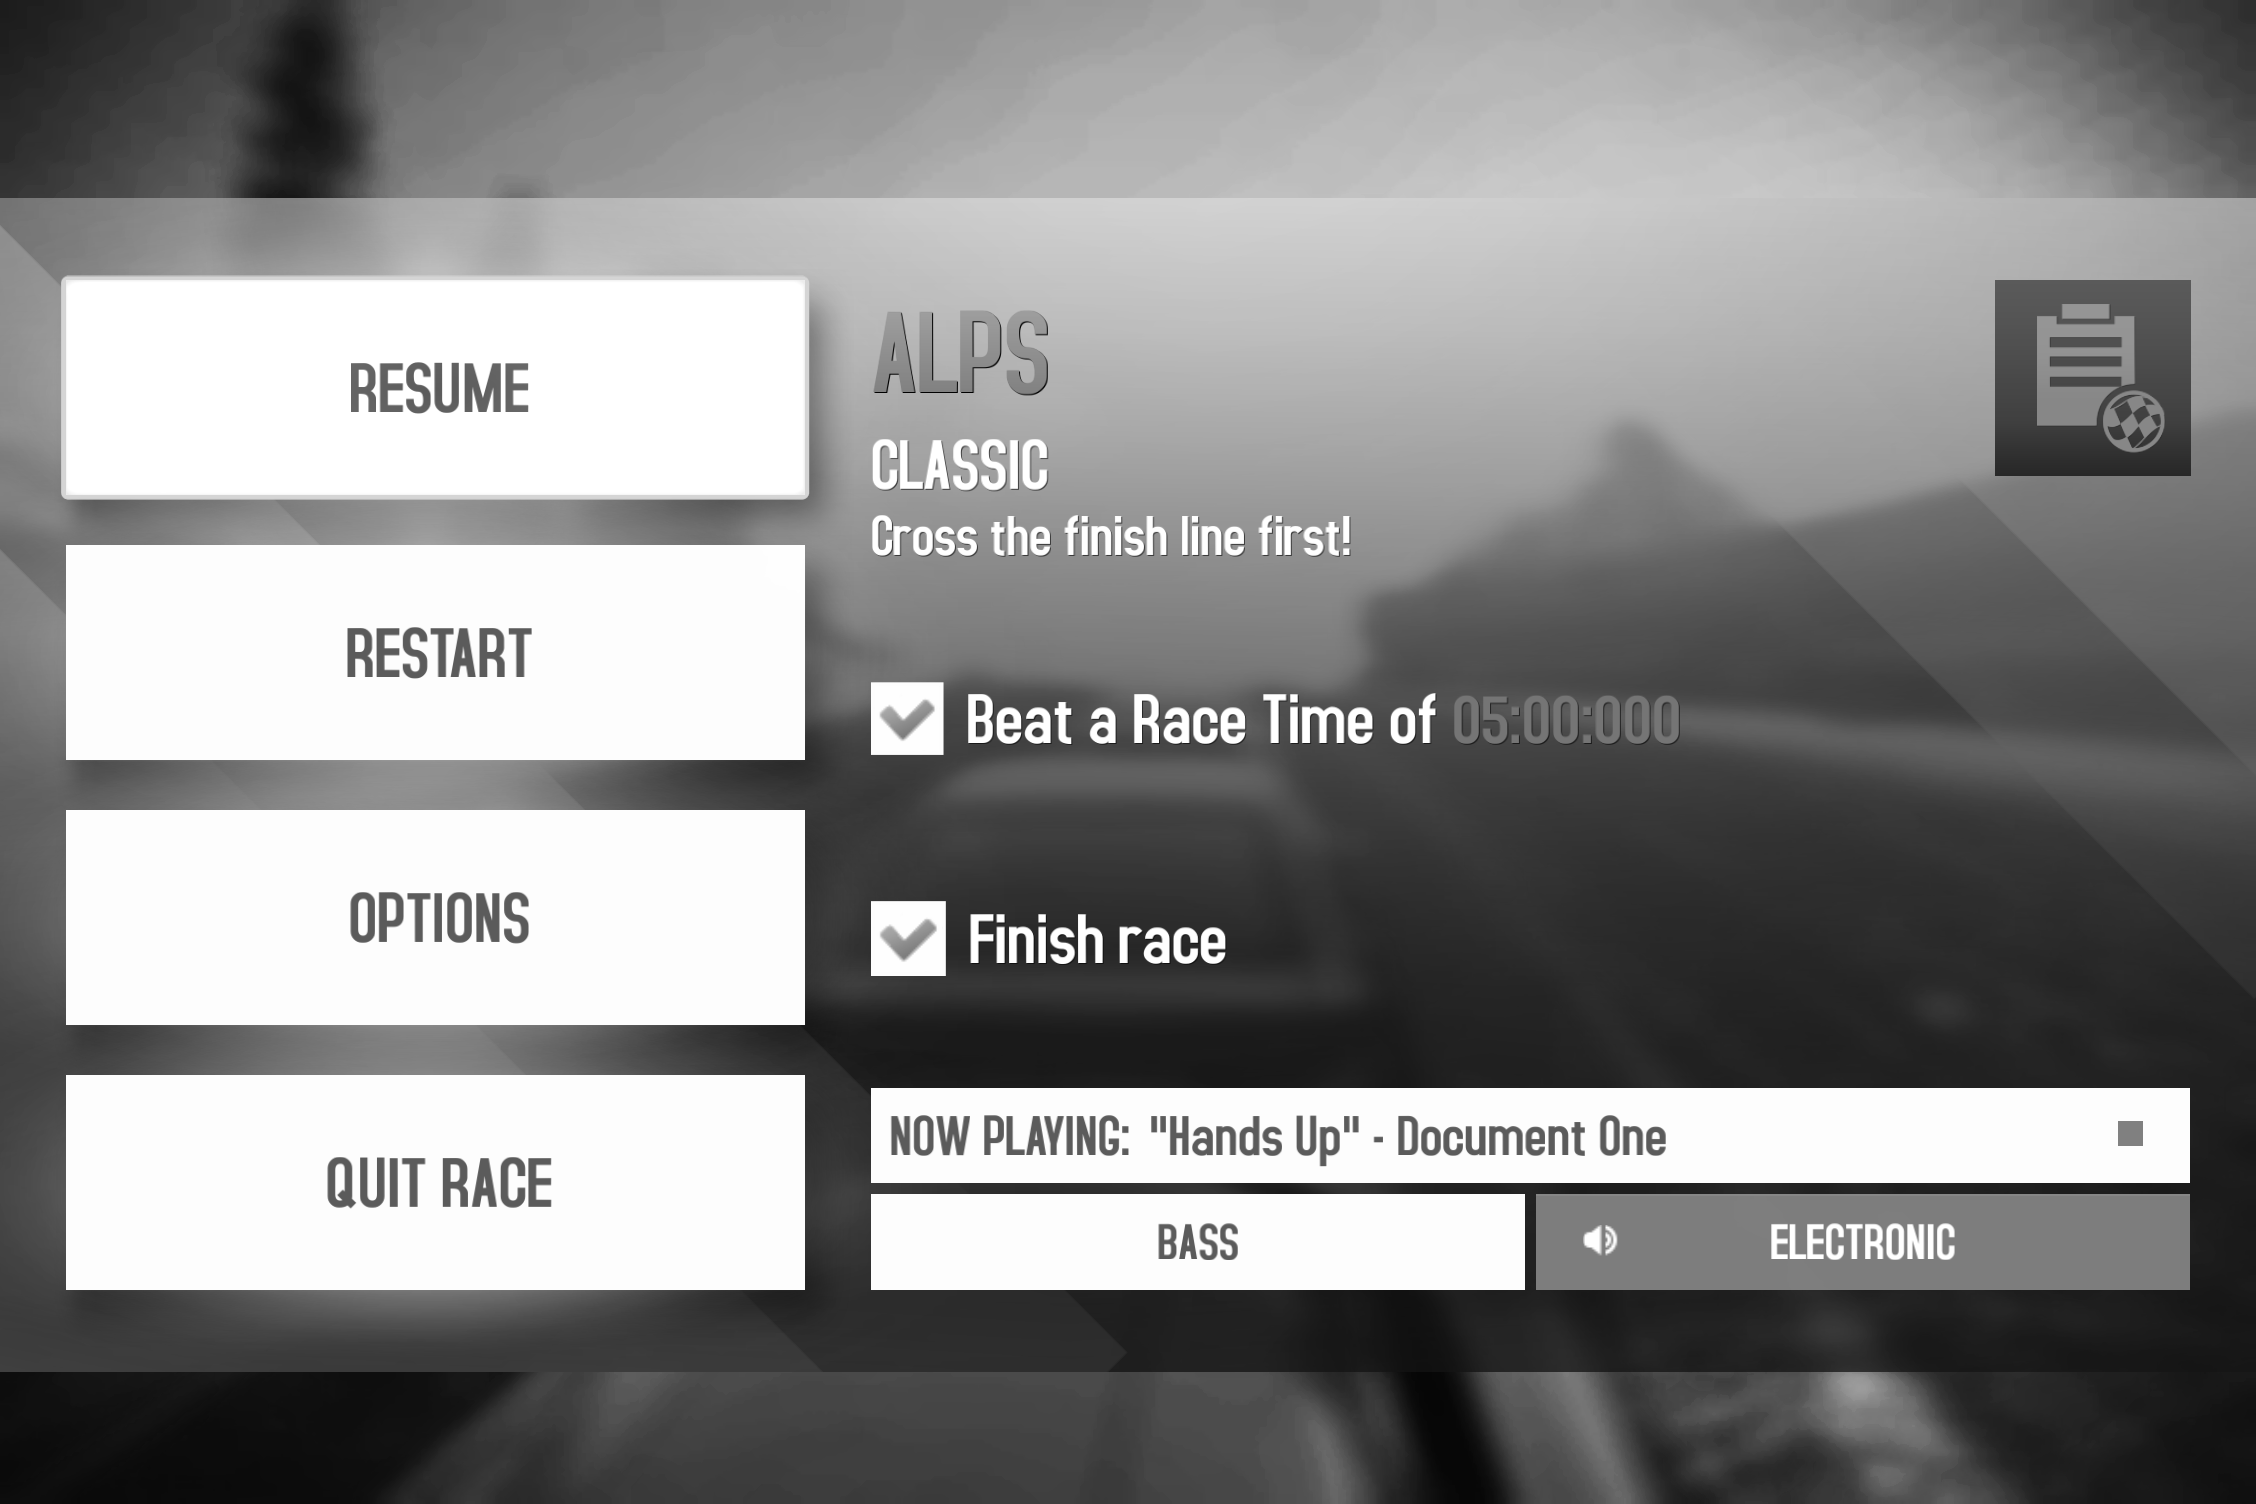 RESUME
RESTART
OPTIONS
QUIT RACE
ALPS
CLASSIC
Cross the finish line first!
Beat a Race Time of 05:00:000
Finish race
NOW PLAYING: "Hands Up" - Document One
BASS
ELECTRONIC